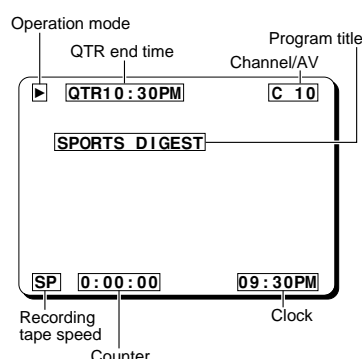 Operation mode
QTR end time
Program title
Channel/AV
► QTR10:30PM C 10
SPORTS DIGEST
SP 0:00:00 09:30PM
Recording
tape speed
Clock
Counter